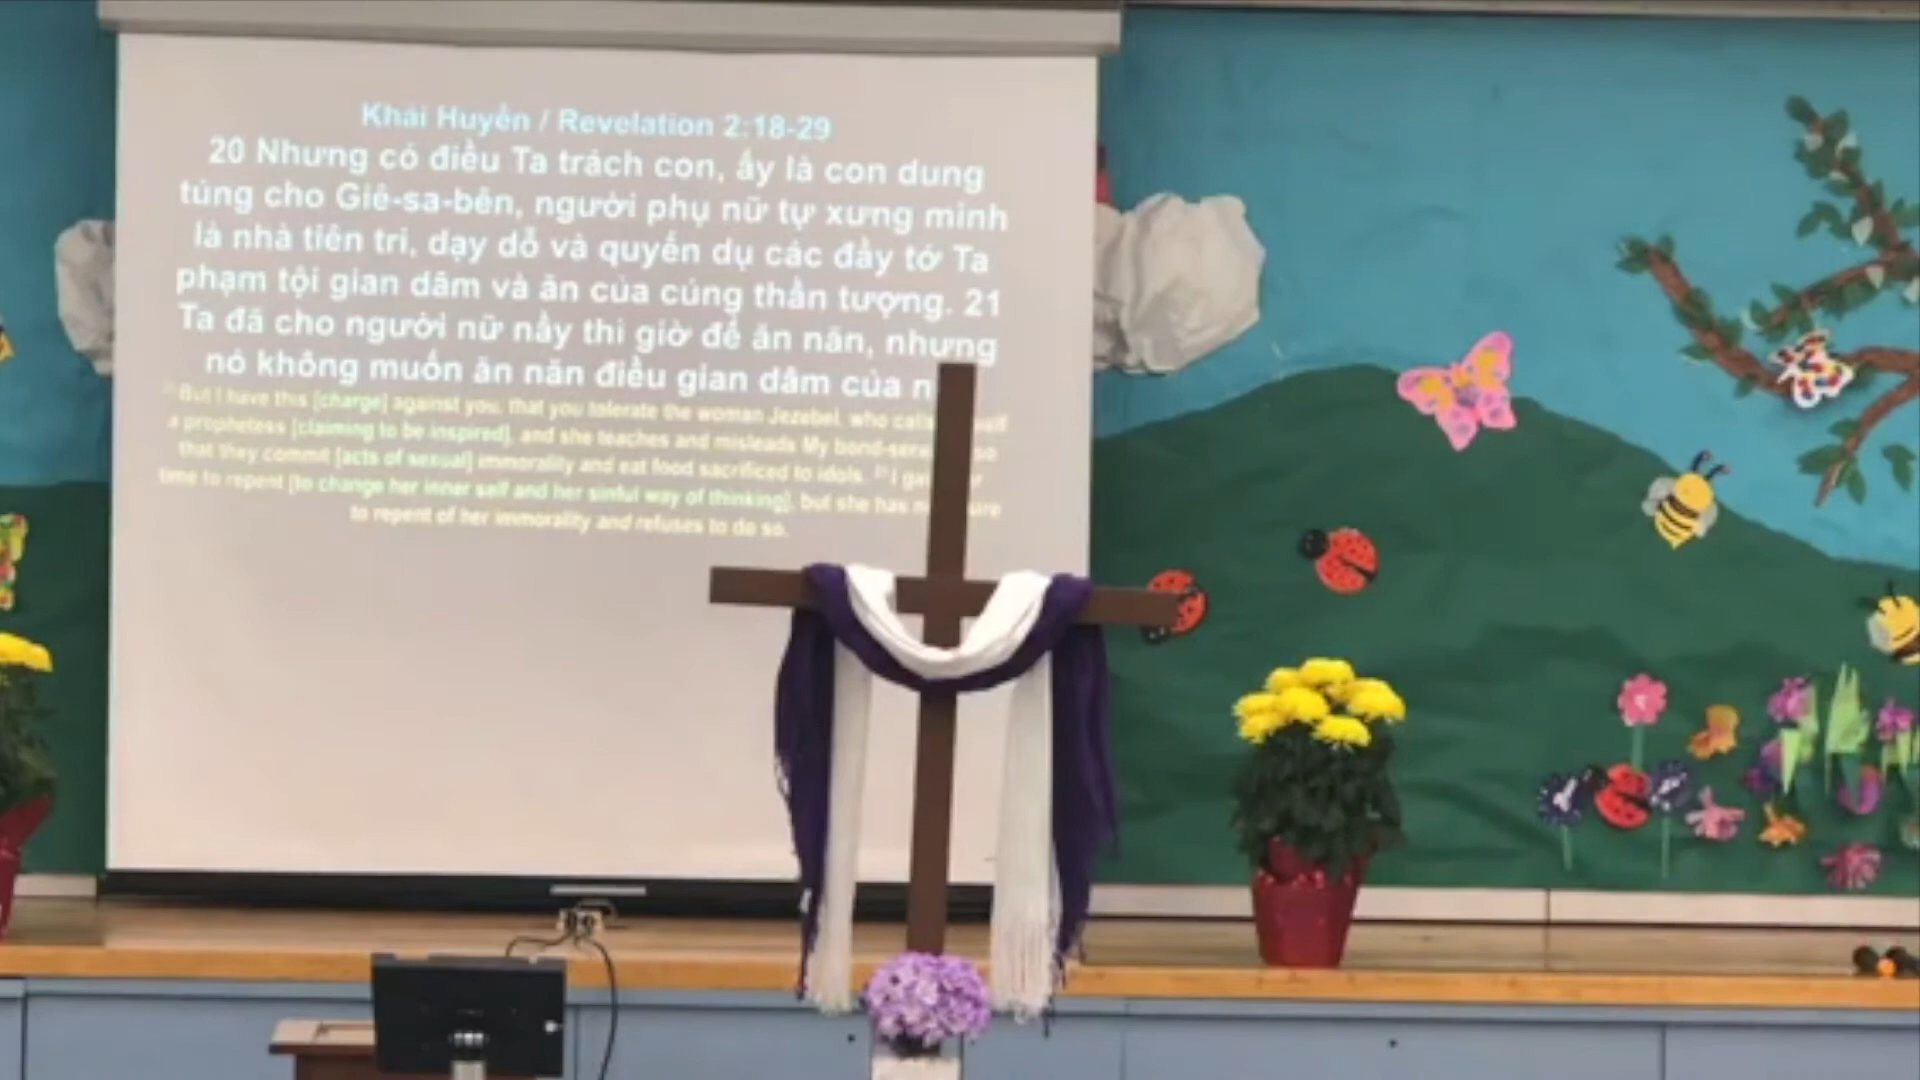 Khải Huyền / Revelation 2:18-29
20 Nhưng có điều Ta trách con, ấy là con dung
túng cho Giê-sa-bên, người phụ nữ tự xưng mình
là nhà tiên tri, dạy dỗ và quyến dụ các đầy tớ Ta
phạm tội gian dâm và ăn của cúng thần tượng. 21
Ta đã cho người nữ nầy thì giờ để ăn năn, nhưng
nó không muốn ăn năn điều gian dâm của
But I have this [charge] against you, that you tolerate the woman Jezebel, who
a prophetess [claiming to be inspired], and she teaches and misleads My
that they commit [acts of sexual] immorality and eat food sacrificed to idols. I
time to repent [to change her inner self and her sinful way of thinking], but she has
to repent of her immorality and refuses to do so.